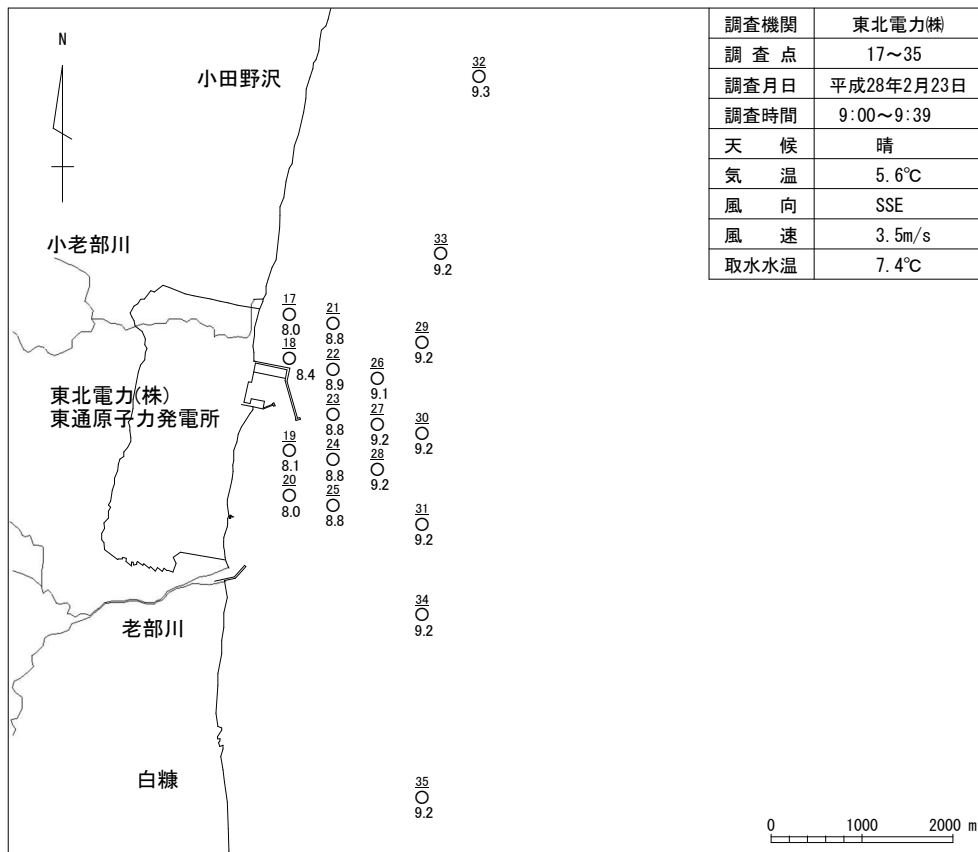 調査機関 東北電力㈱
調査点 17～35
調査月日 平成28年2月23日
調査時間 9:00～9:39
天候 晴
気温 5.6℃
風向 SSE
風速 3.5m/s
取水水温 7.4℃
N
小田野沢
32
9.3
小老部川
33
9.2
17
8.0
21
8.8
29
9.2
18
8.4
22
8.9
26
9.1
東北電力(株)
東通原子力発電所
23
8.8
27
9.2
30
9.2
19
8.1
24
8.8
28
9.2
20
8.0
25
8.8
31
9.2
34
9.2
老部川
白糠
35
9.2
0 1000 2000 m